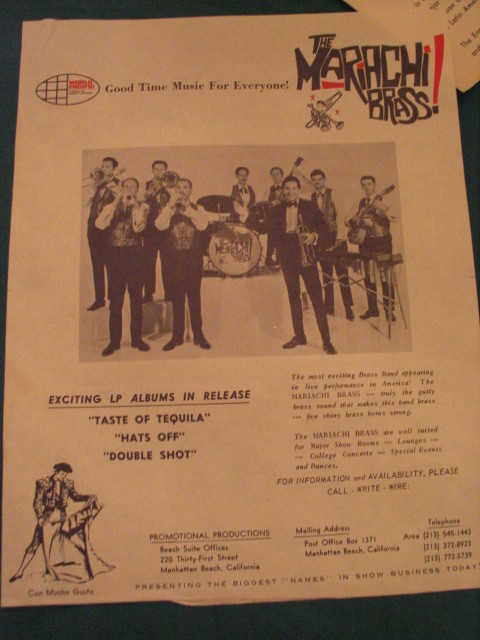 THE
MARIACHI
BRASS!
WORLD
PACIFIC
Good Time Music For Everyone!
THE
MARIACHI
BRASS
EXCITING LP ALBUMS IN RELEASE
"TASTE OF TEQUILA"
"HATS OFF"
"DOUBLE SHOT"
The most exciting Brass Band appearing
in live performance in America! The
MARIACHI BRASS — truly the gutty
brass sound that makes this band brass
— five shiny brass horns strong.
The MARIACHI BRASS are well suited
for Major Show Rooms — Lounges —
— College Concerts — Special Events
and Dances.
FOR INFORMATION and AVAILABILITY, PLEASE
CALL - WRITE - WIRE:
Con Mucho Gusto
PROMOTIONAL PRODUCTIONS
Beach Suite Offices
220 Thirty-First Street
Manhattan Beach, California
Mailing Address
Post Office Box 1371
Manhattan Beach, California
Telephone
Area (213) 545-1443
(213) 372-8923
(213) 772-5739
PRESENTING THE BIGGEST "NAMES" IN SHOW BUSINESS TODAY